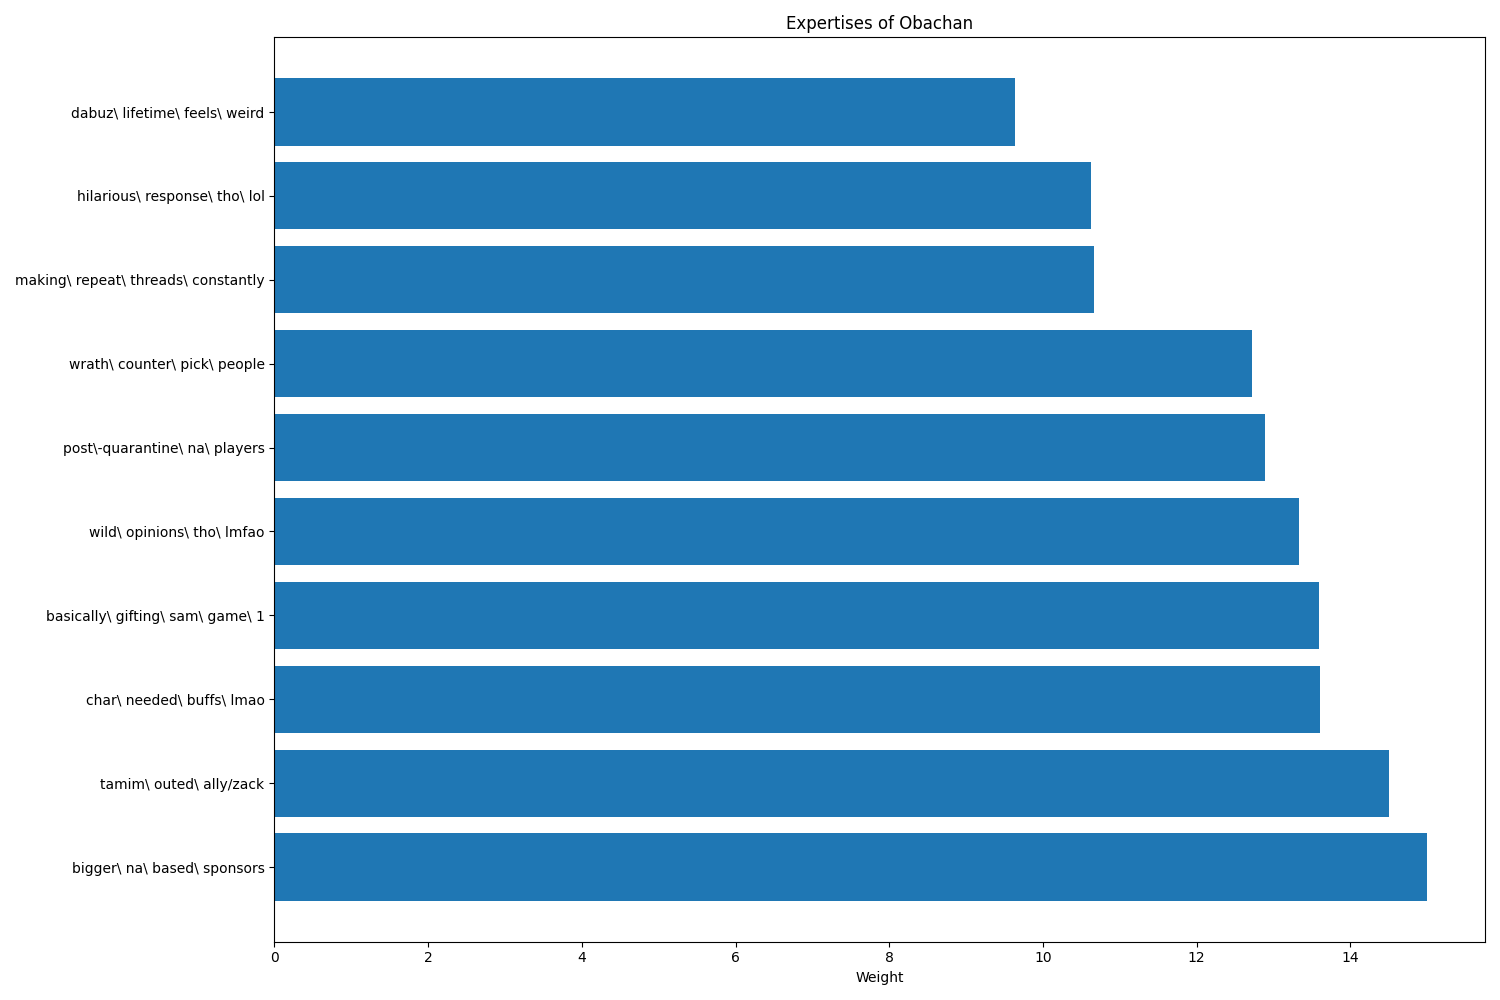 Expertises of Obachan
dabuz\ lifetime\ feels\ weird
hilarious\ response\ tho\ lol
making\ repeat\ threads\ constantly
wrath\ counter\ pick\ people
post\-quarantine\ na\ players
wild\ opinions\ tho\ lmfao
basically\ gifting\ sam\ game\ 1
char\ needed\ buffs\ lmao
tamim\ outed\ ally/zack
bigger\ na\ based\ sponsors
0 2 4 6 8 10 12 14
Weight